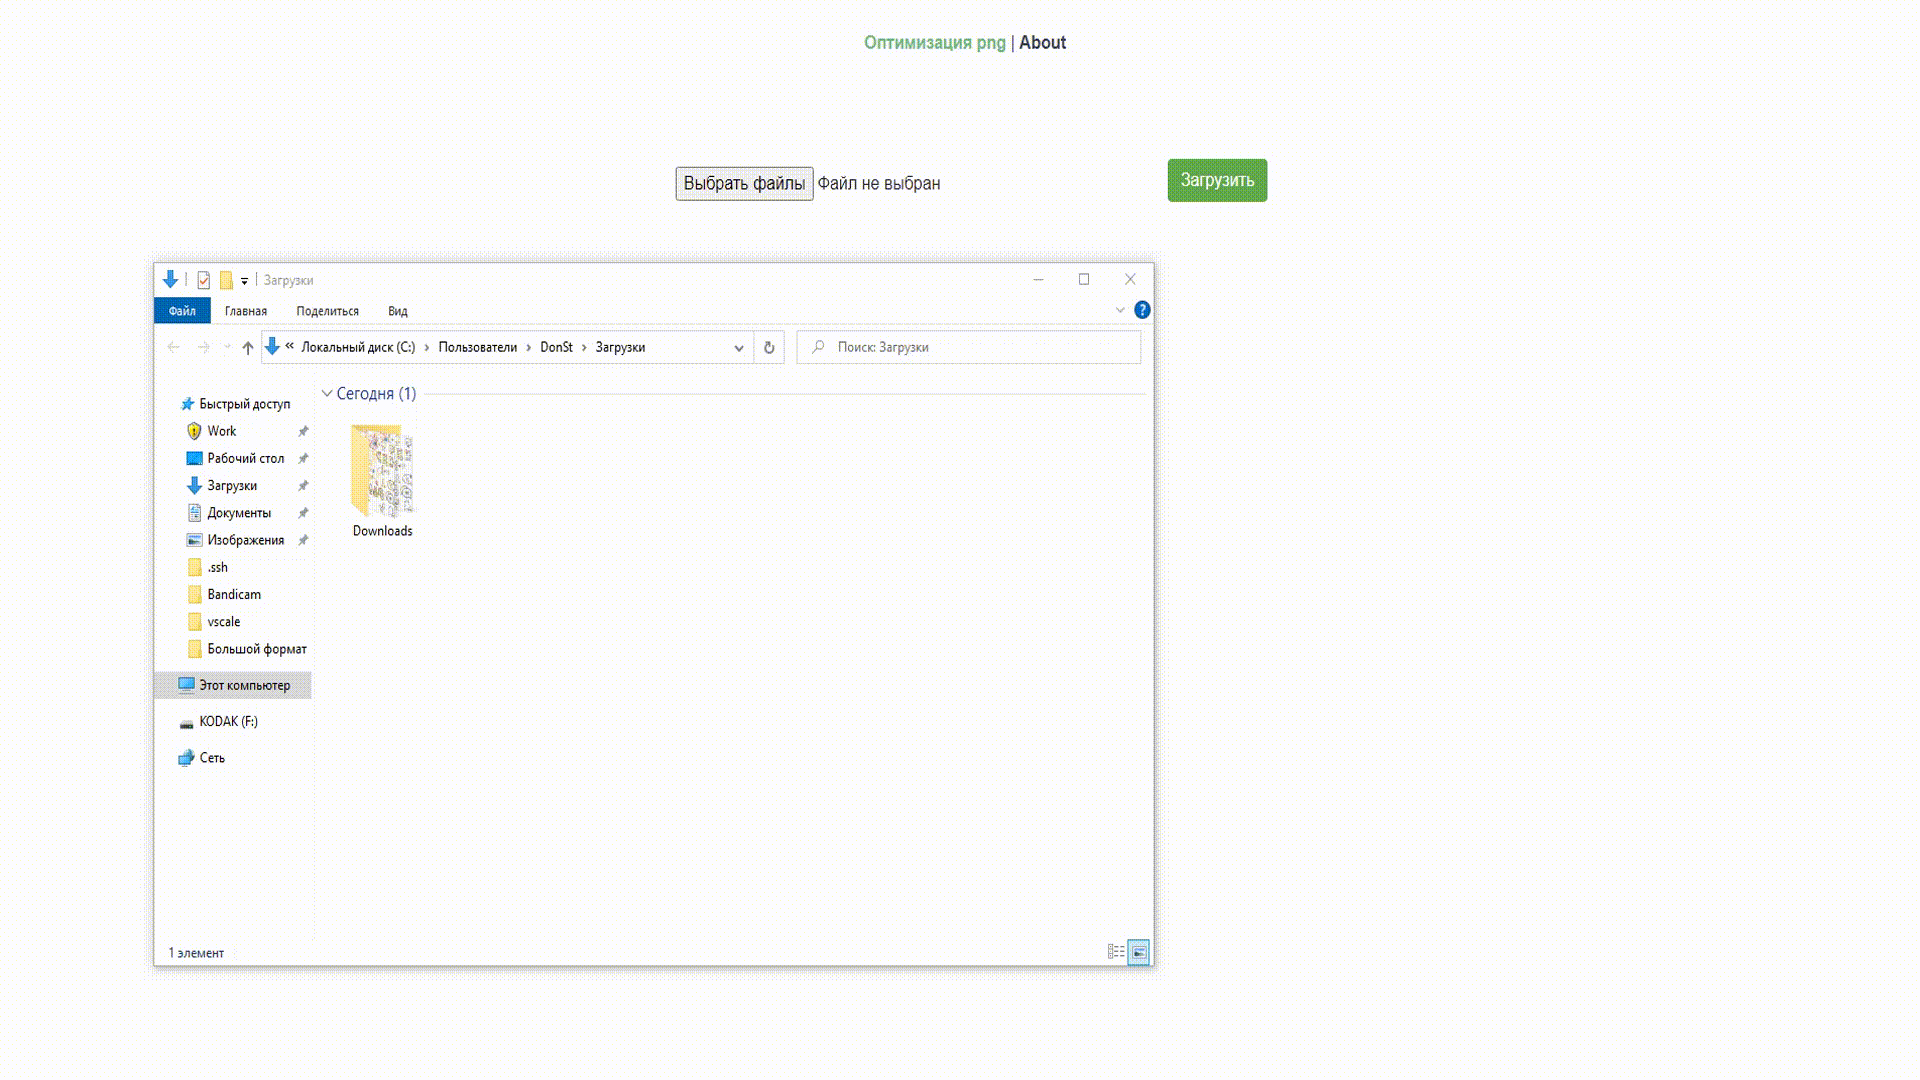 Оптимизация png | About
Выбрать файлы Файл не выбран
Загрузить
Загрузки
Файл Главная Поделиться Вид
« Локальный диск (C:) › Пользователи › DonSt › Загрузки
Поиск: Загрузки
Сегодня (1)
Downloads
Быстрый доступ
Work
Рабочий стол
Загрузки
Документы
Изображения
.ssh
Bandicam
vscale
Большой формат
Этот компьютер
KODAK (F:)
Сеть
1 элемент